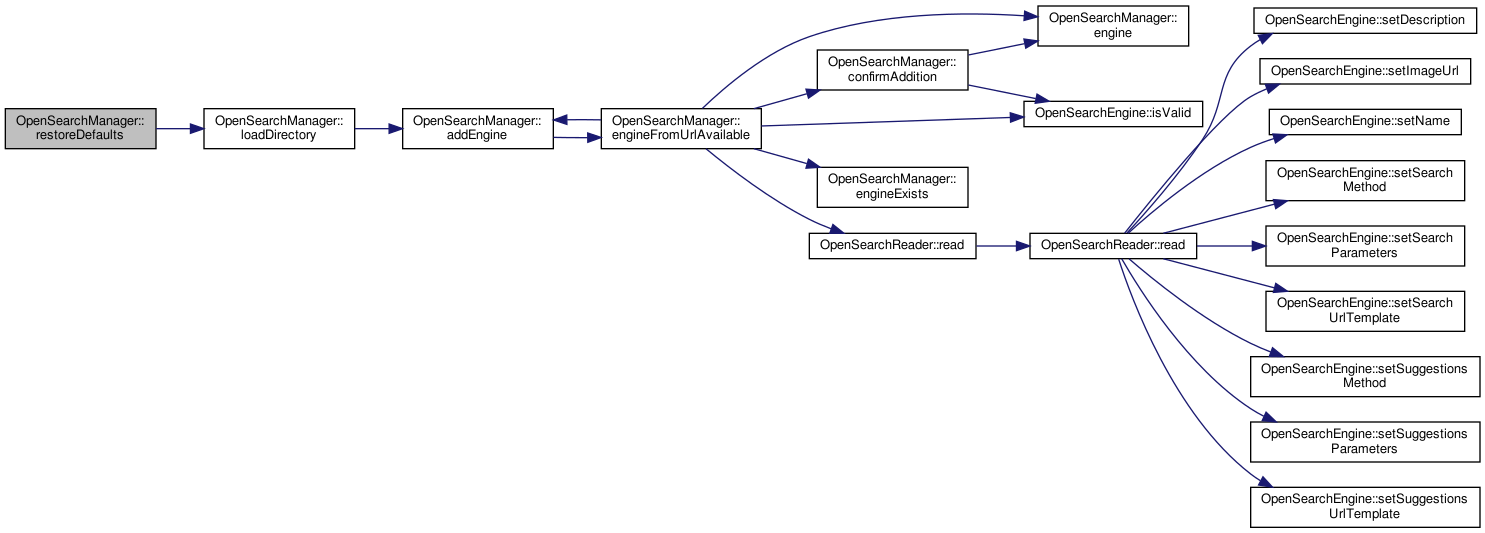 OpenSearchManager::
restoreDefaults
OpenSearchManager::
loadDirectory
OpenSearchManager::
addEngine
OpenSearchManager::
engineFromUrlAvailable
OpenSearchManager::
engine
OpenSearchManager::
confirmAddition
OpenSearchEngine::isValid
OpenSearchManager::
engineExists
OpenSearchReader::read
OpenSearchReader::read
OpenSearchEngine::setDescription
OpenSearchEngine::setImageUrl
OpenSearchEngine::setName
OpenSearchEngine::setSearch
Method
OpenSearchEngine::setSearch
Parameters
OpenSearchEngine::setSearch
UrlTemplate
OpenSearchEngine::setSuggestions
Method
OpenSearchEngine::setSuggestions
Parameters
OpenSearchEngine::setSuggestions
UrlTemplate